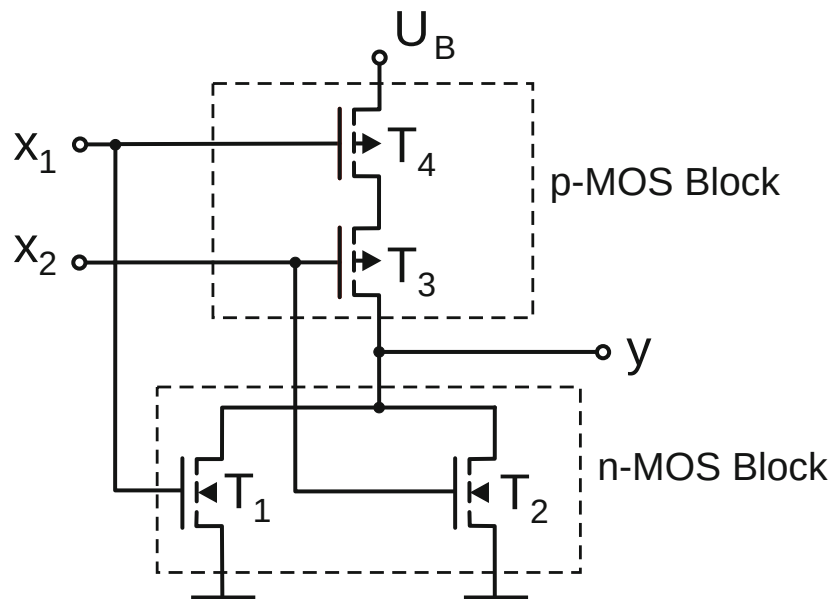 U_B
x_1
T_4
p-MOS Block
x_2
T_3
y
n-MOS Block
T_1
T_2